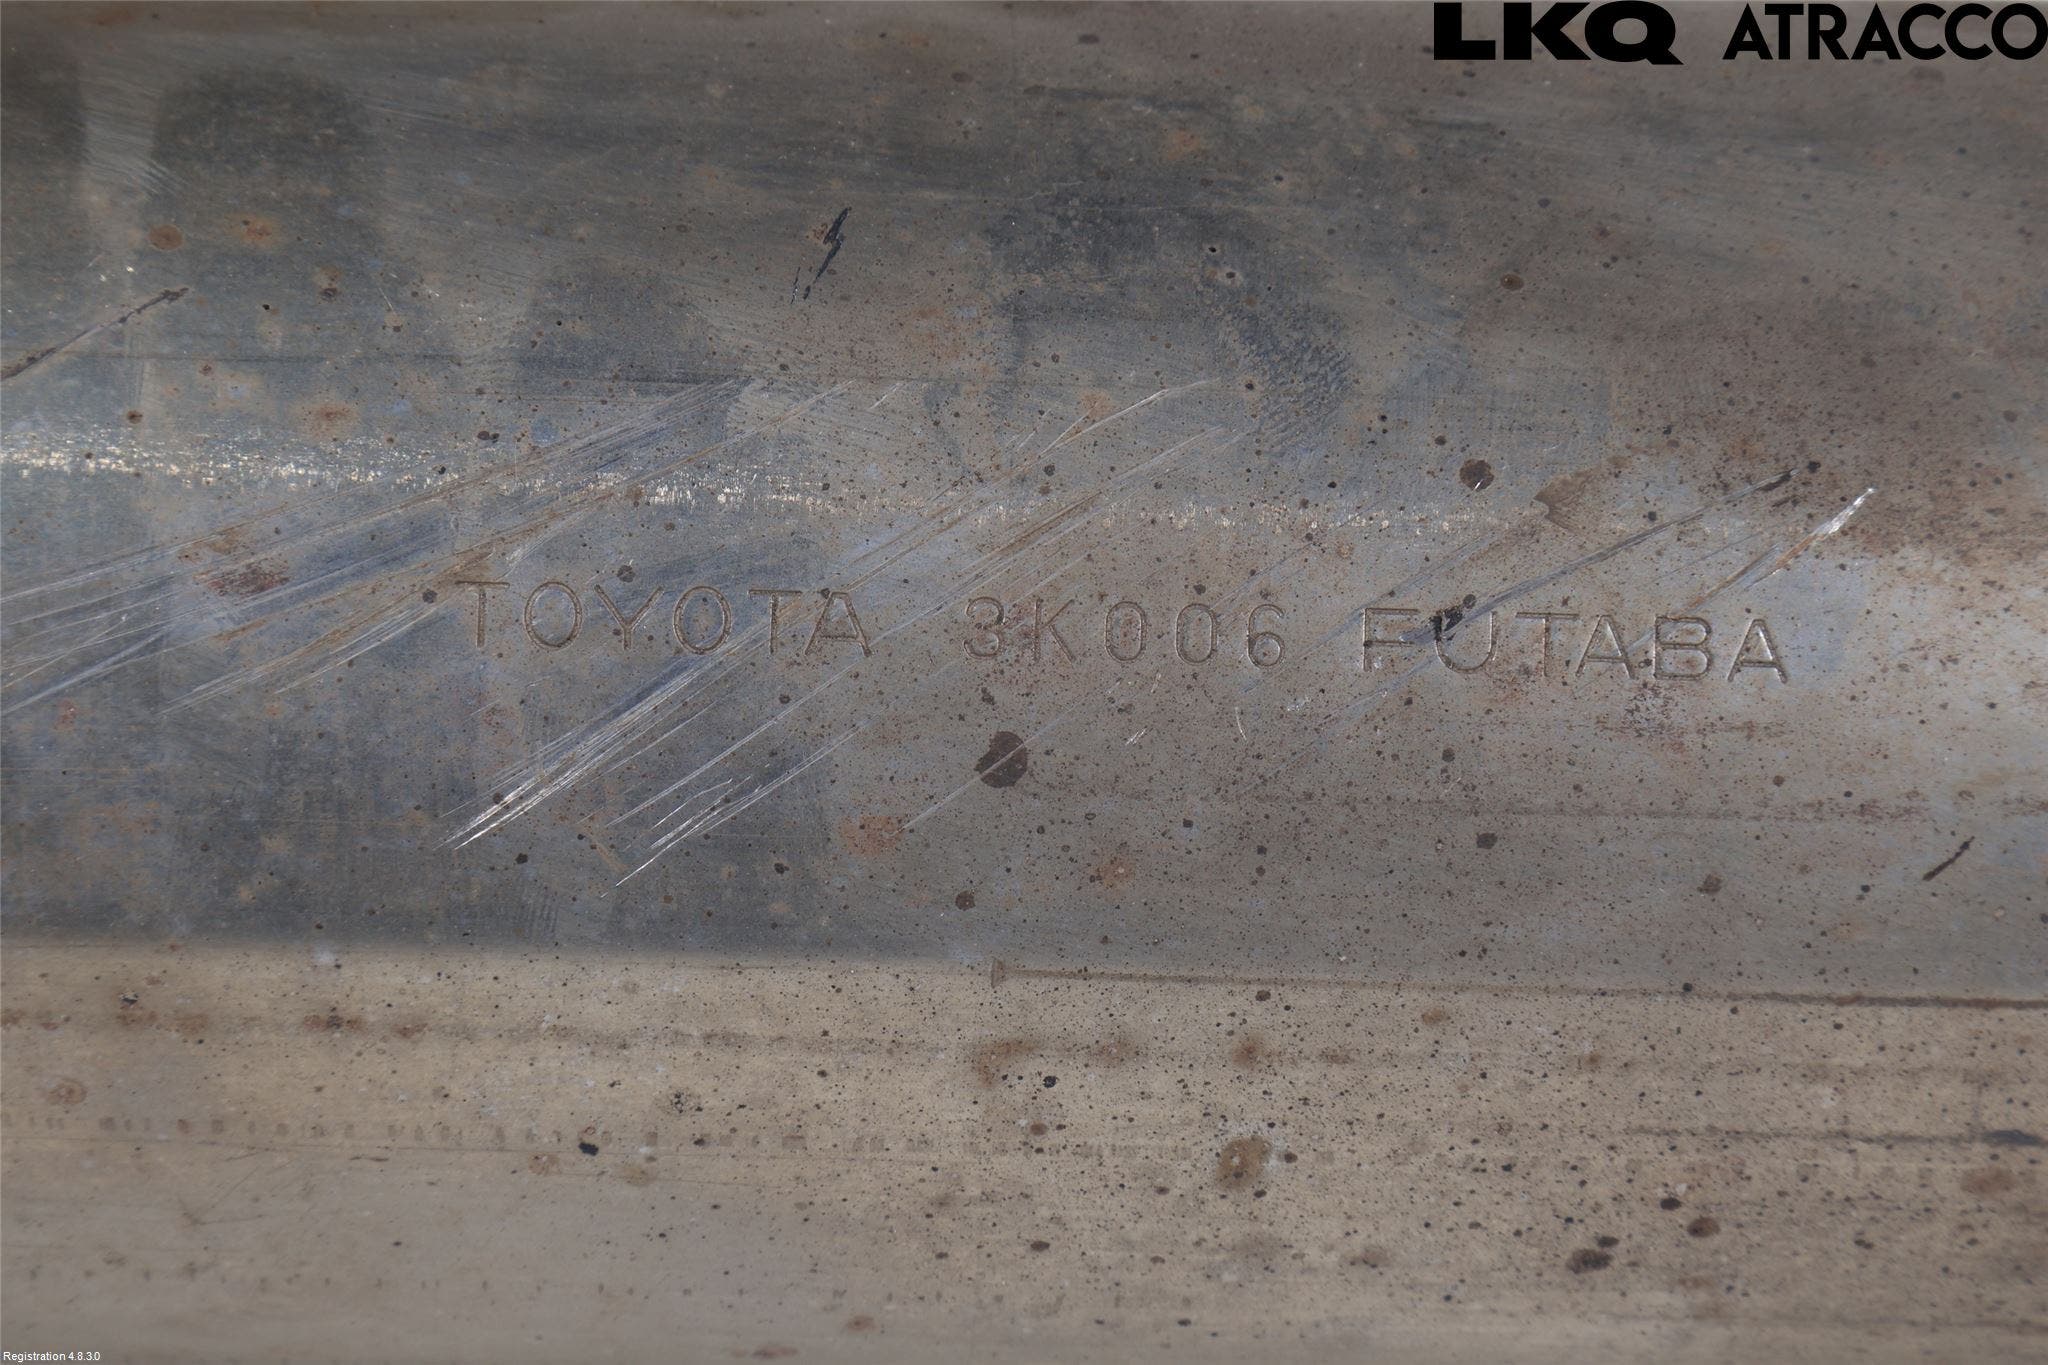 LKQ ATRACCO
TOYOTA 3K006 FUTABA
Registration 4.8.3.0